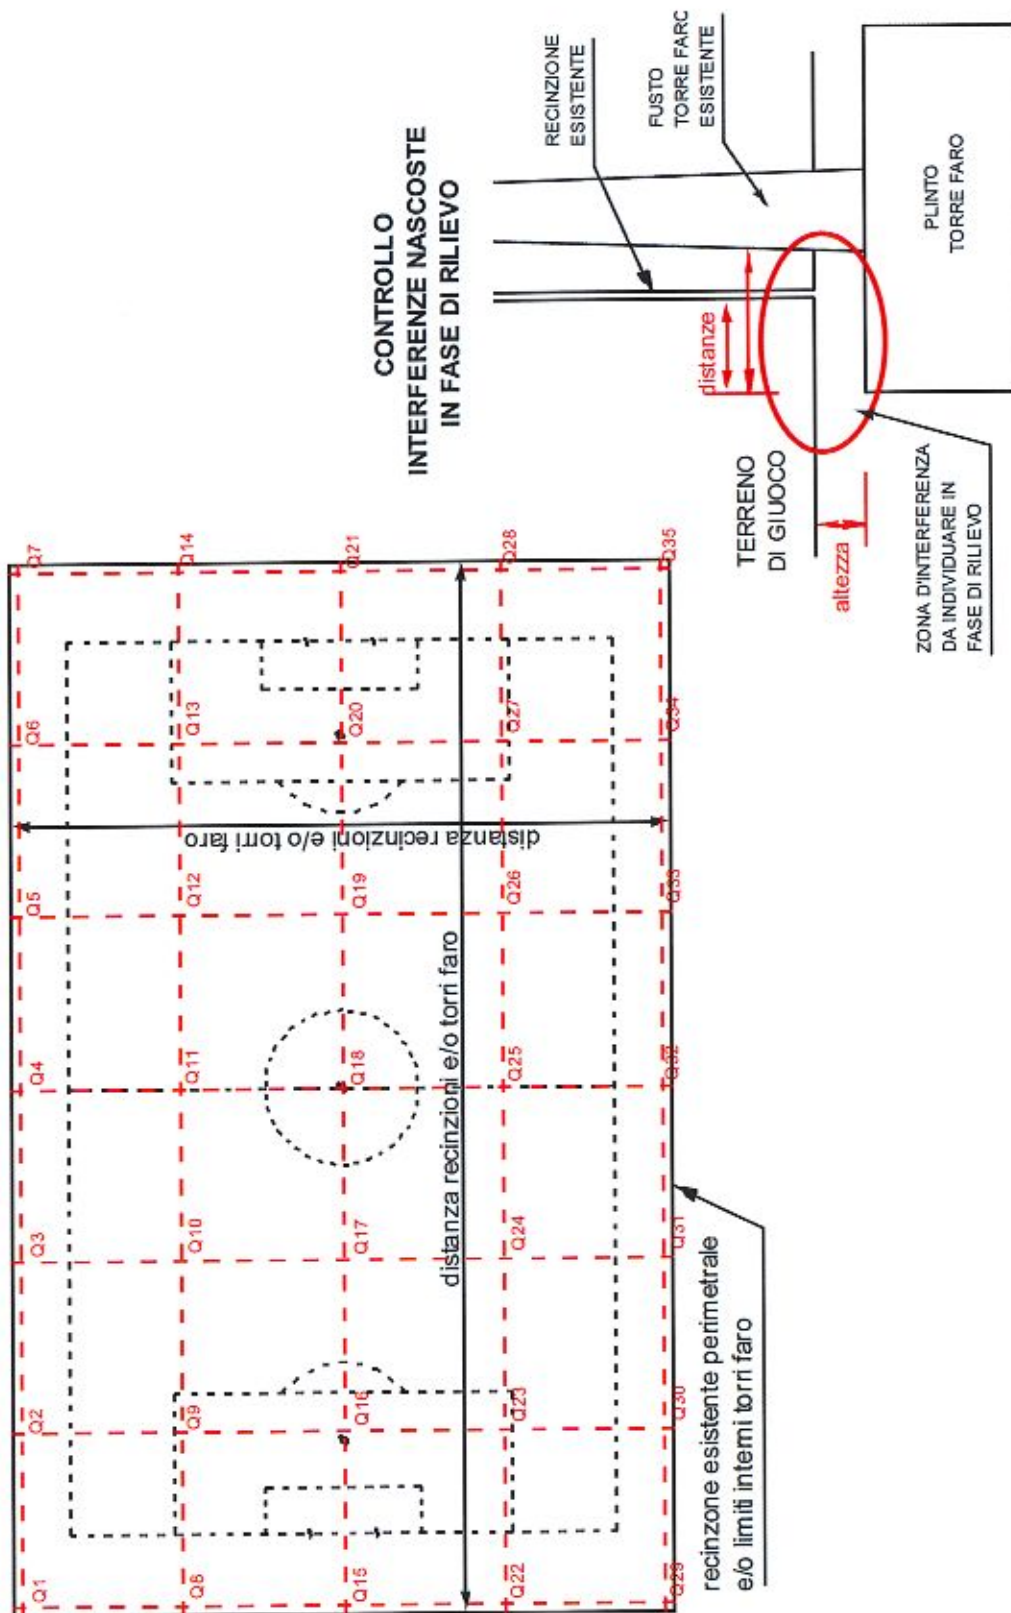 Q1
Q2
Q3
Q4
Q5
Q6
Q7
Q8
Q9
Q10
Q11
Q12
Q13
Q14
Q15
Q16
Q17
Q18
Q19
Q20
Q21
Q22
Q23
Q24
Q25
Q26
Q27
Q28
Q29
Q30
Q31
Q32
Q33
Q34
Q35
distanza recinzioni e/o torri faro
distanza recinzioni e/o torri faro
recinzone esistente perimetrale
e/o limiti interni torri faro
CONTROLLO
INTERFERENZE NASCOSTE
IN FASE DI RILIEVO
RECINZIONE
ESISTENTE
FUSTO
TORRE FARO
ESISTENTE
distanze
TERRENO
DI GIUOCO
altezza
PLINTO
TORRE FARO
ZONA D'INTERFERENZA
DA INDIVIDUARE IN
FASE DI RILIEVO